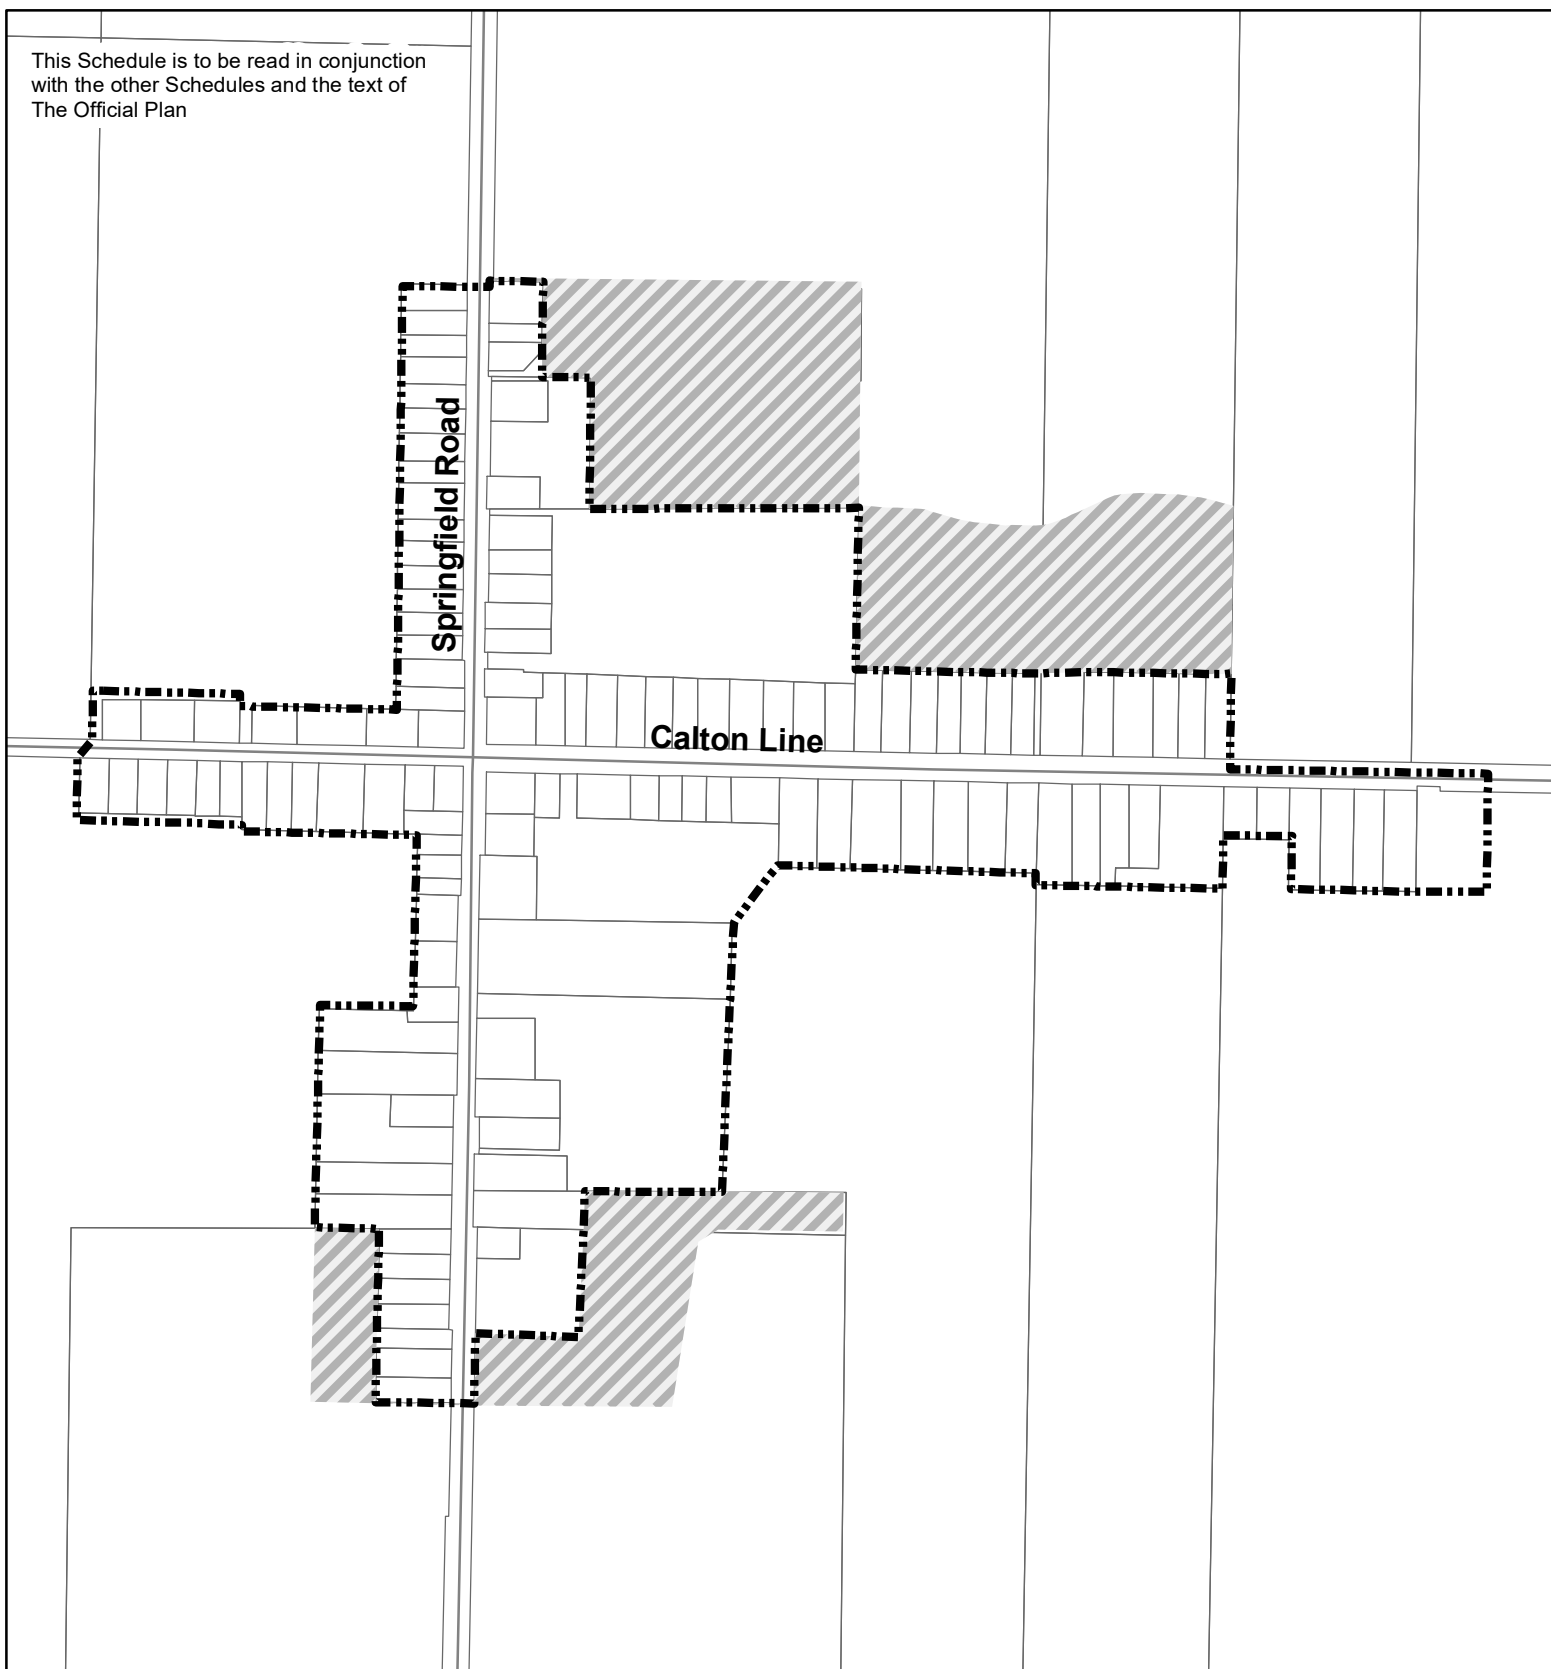 This Schedule is to be read in conjunction
with the other Schedules and the text of
The Official Plan
Springfield Road
Calton Line